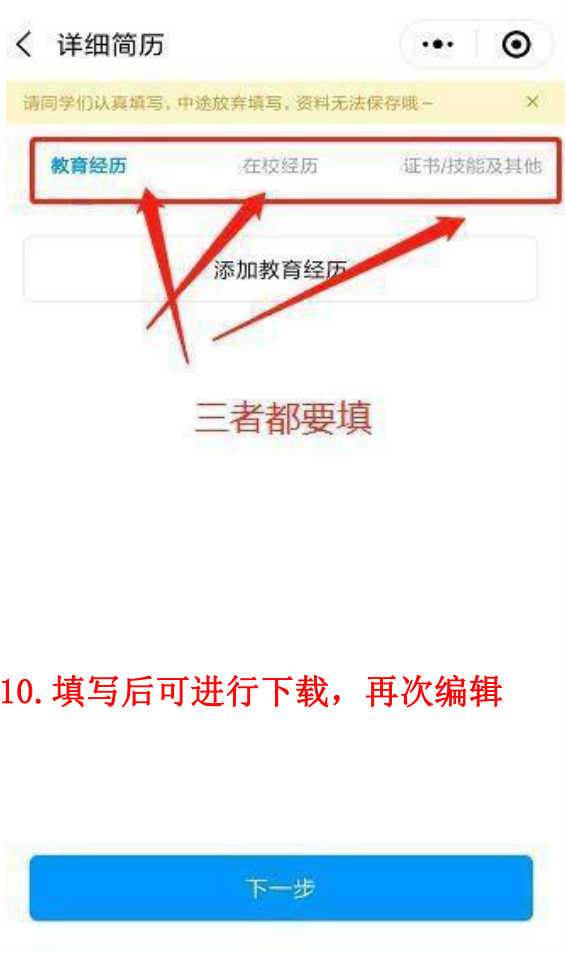 详细简历
请同学们认真填写,中途放弃填写,资料无法保存哦~ ×
教育经历 在校经历 证书/技能及其他
添加教育经历
三者都要填
10.填写后可进行下载，再次编辑
下一步